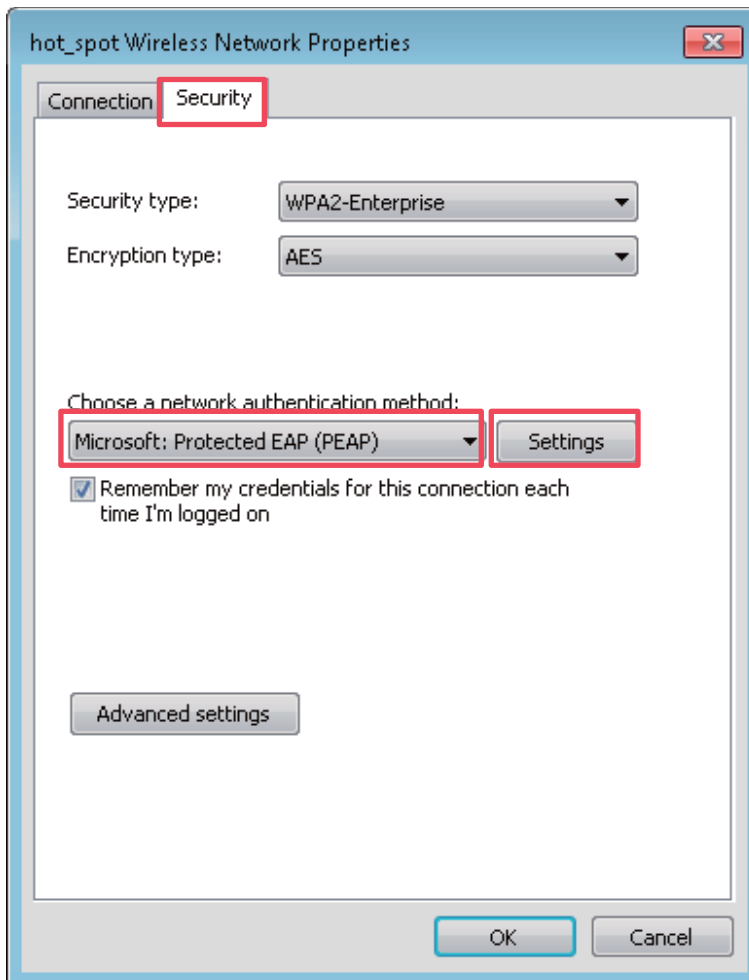 hot_spot Wireless Network Properties
Connection
Security
Security type:
WPA2-Enterprise
Encryption type:
AES
Choose a network authentication method:
Microsoft: Protected EAP (PEAP)
Settings
Remember my credentials for this connection each
time I'm logged on
Advanced settings
OK
Cancel